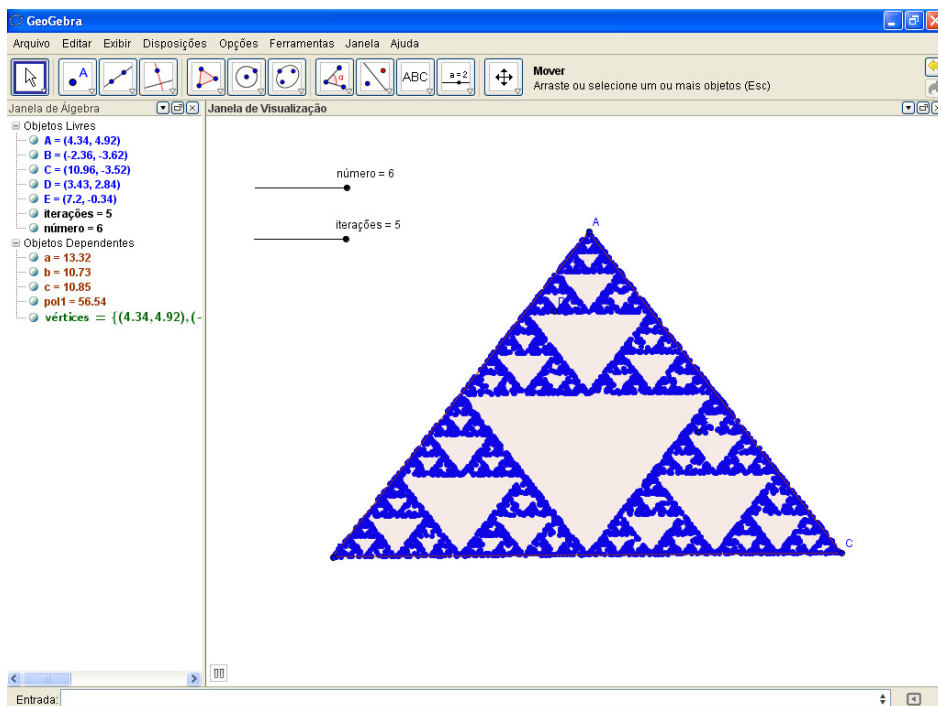 GeoGebra
Arquivo Editar Exibir Disposições Opções Ferramentas Janela Ajuda
A
α
ABC
a=2
Mover
Arraste ou selecione um ou mais objetos (Esc)
Janela de Álgebra
Janela de Visualização
Objetos Livres
A = (4.34, 4.92)
B = (-2.36, -3.62)
C = (10.96, -3.52)
D = (3.43, 2.84)
E = (7.2, -0.34)
iterações = 5
número = 6
Objetos Dependentes
a = 13.32
b = 10.73
c = 10.85
pol1 = 56.54
vértices = {(4.34,4.92),(-
número = 6
iterações = 5
A
D
C
Entrada: